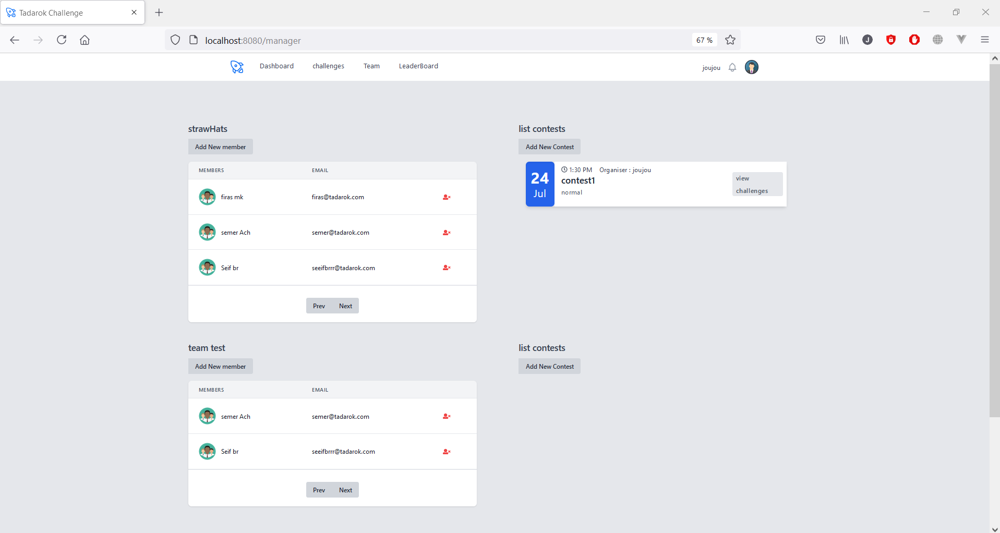 Tadarok Challenge
localhost:8080/manager
67 %
J
Dashboard challenges Team LeaderBoard
joujou
strawHats
Add New member
MEMBERS EMAIL
firas mk firas@tadarok.com
semer Ach semer@tadarok.com
Seif br seeifbrrr@tadarok.com
Prev Next
list contests
Add New Contest
24
Jul
1:30 PM Organiser : joujou
contest1
normal
view
challenges
team test
Add New member
MEMBERS EMAIL
semer Ach semer@tadarok.com
Seif br seeifbrrr@tadarok.com
Prev Next
list contests
Add New Contest